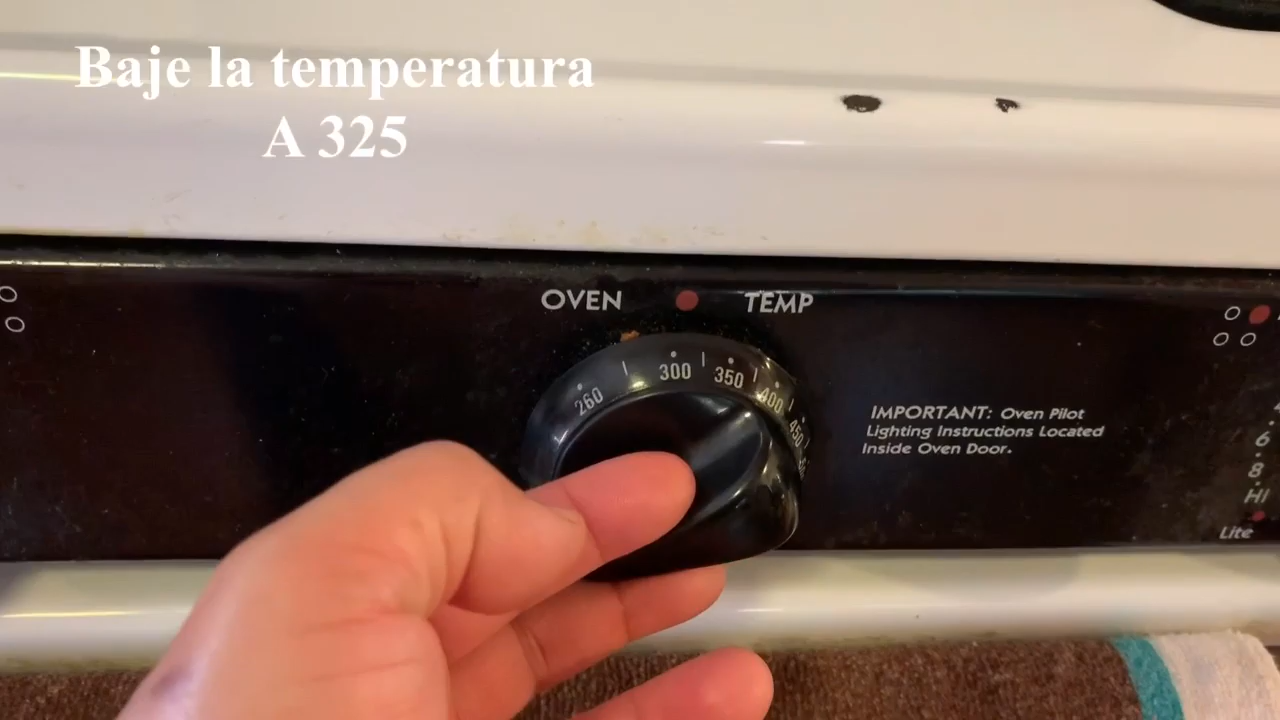 Baje la temperatura
A 325
OVEN TEMP
260 300 350 400 450
IMPORTANT: Oven Pilot
Lighting Instructions Located
Inside Oven Door.
6
8
HI
Lite